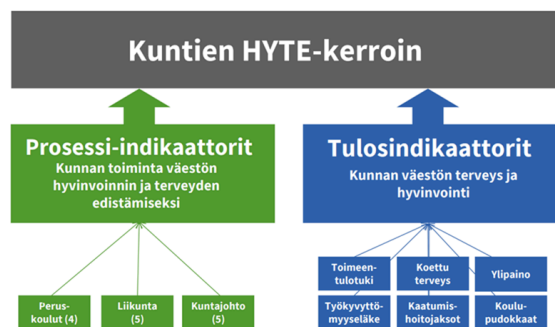 Kuntien HYTE-kerroin
Prosessi-indikaattorit
Kunnan toiminta väestön
hyvinvoinnin ja terveyden
edistämiseksi
Tulosindikaattorit
Kunnan väestön terveys ja
hyvinvointi
Perus-
koulut (4)
Liikunta
(5)
Kuntajohto
(5)
Toimeen-
tulotuki
Koettu
terveys
Ylipaino
Työkyvyttö-
myyseläke
Kaatumis-
hoitojaksot
Koulu-
pudokkaat